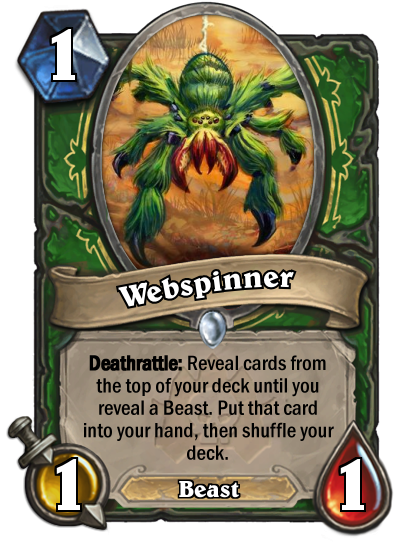 1
Webspinner
Deathrattle: Reveal cards from
the top of your deck until you
reveal a Beast. Put that card
into your hand, then shuffle your
deck.
1
Beast
1